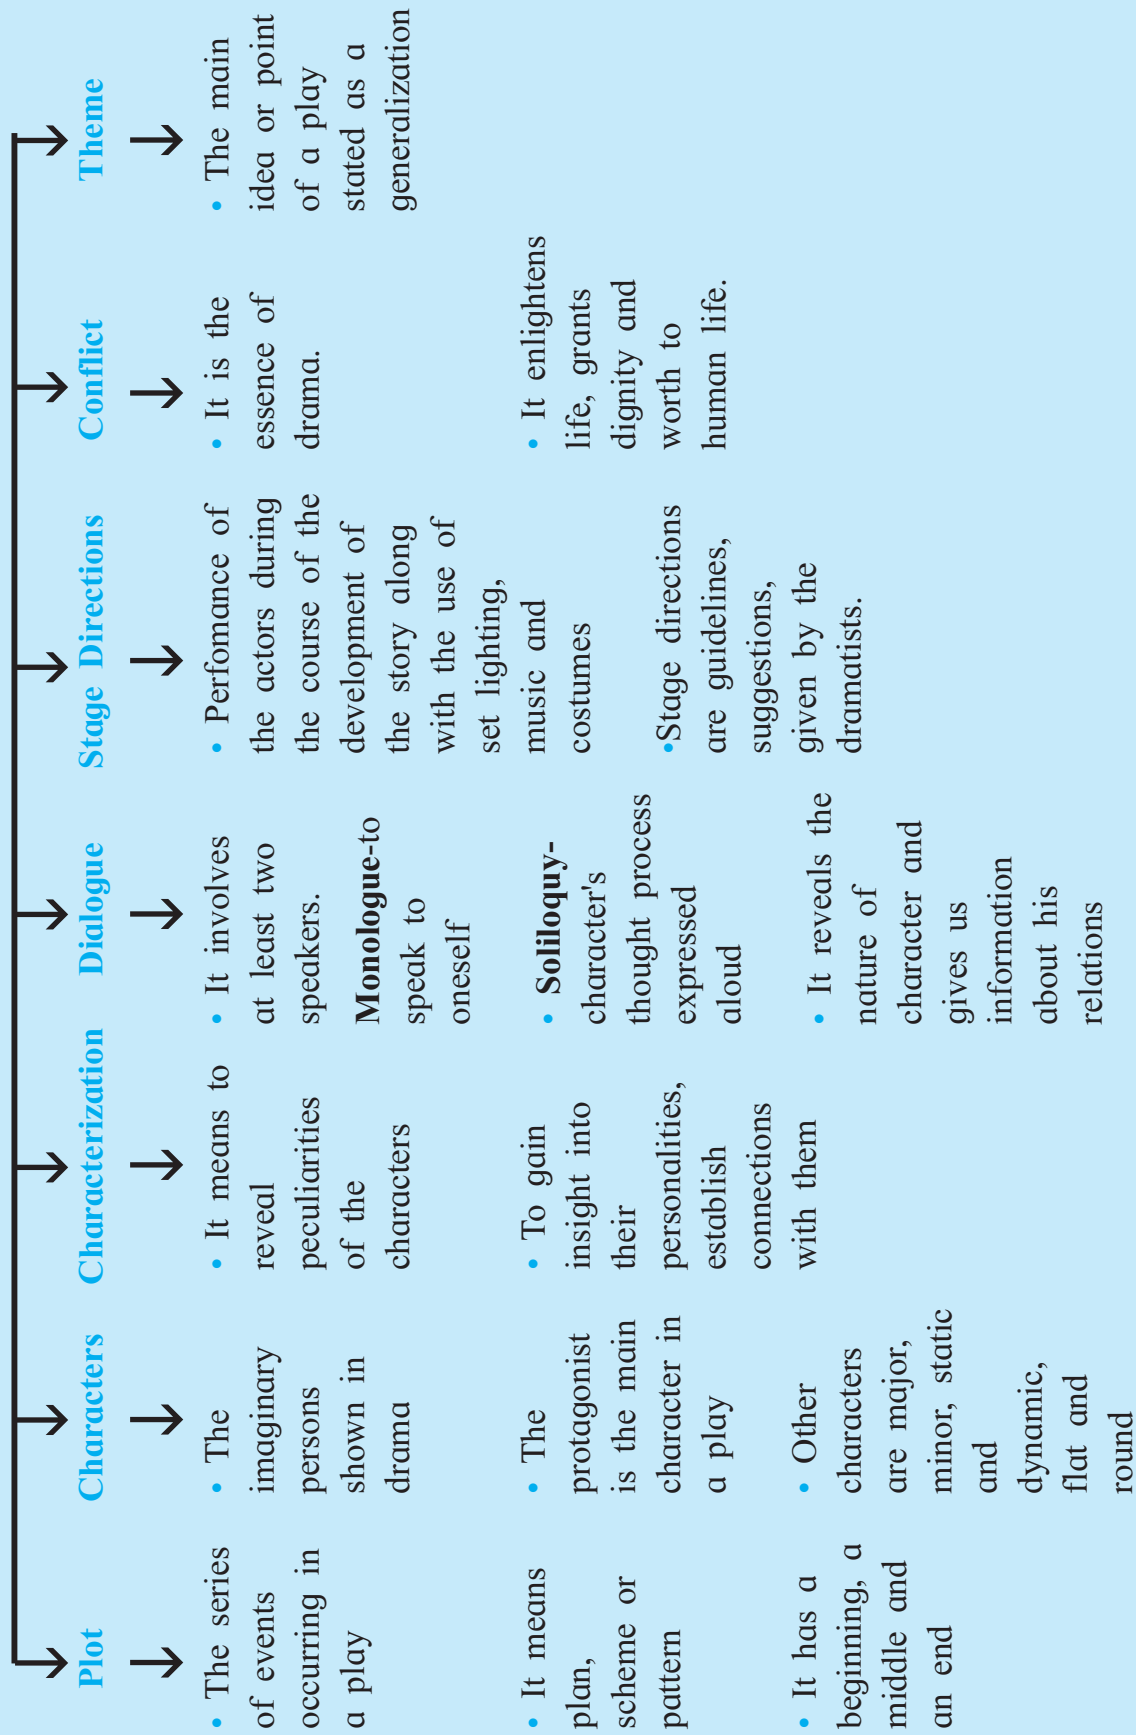 Plot
• The series
of events
occurring in
a play
• It means
plan,
scheme or
pattern
• It has a
beginning, a
middle and
an end
Characters
• The
imaginary
persons
shown in
drama
• The
protagonist
is the main
character in
a play
• Other
characters
are major,
minor, static
and
dynamic,
flat and
round
Characterization
• It means to
reveal
peculiarities
of the
characters
• To gain
insight into
their
personalities,
establish
connections
with them
Dialogue
• It involves
at least two
speakers.
Monologue-to
speak to
oneself
• Soliloquy-
character's
thought process
expressed
aloud
• It reveals the
nature of
character and
gives us
information
about his
relations
Stage Directions
• Perfomance of
the actors during
the course of the
development of
the story along
with the use of
set lighting,
music and
costumes
•Stage directions
are guidelines,
suggestions,
given by the
dramatists.
Conflict
• It is the
essence of
drama.
• It enlightens
life, grants
dignity and
worth to
human life.
Theme
• The main
idea or point
of a play
stated as a
generalization